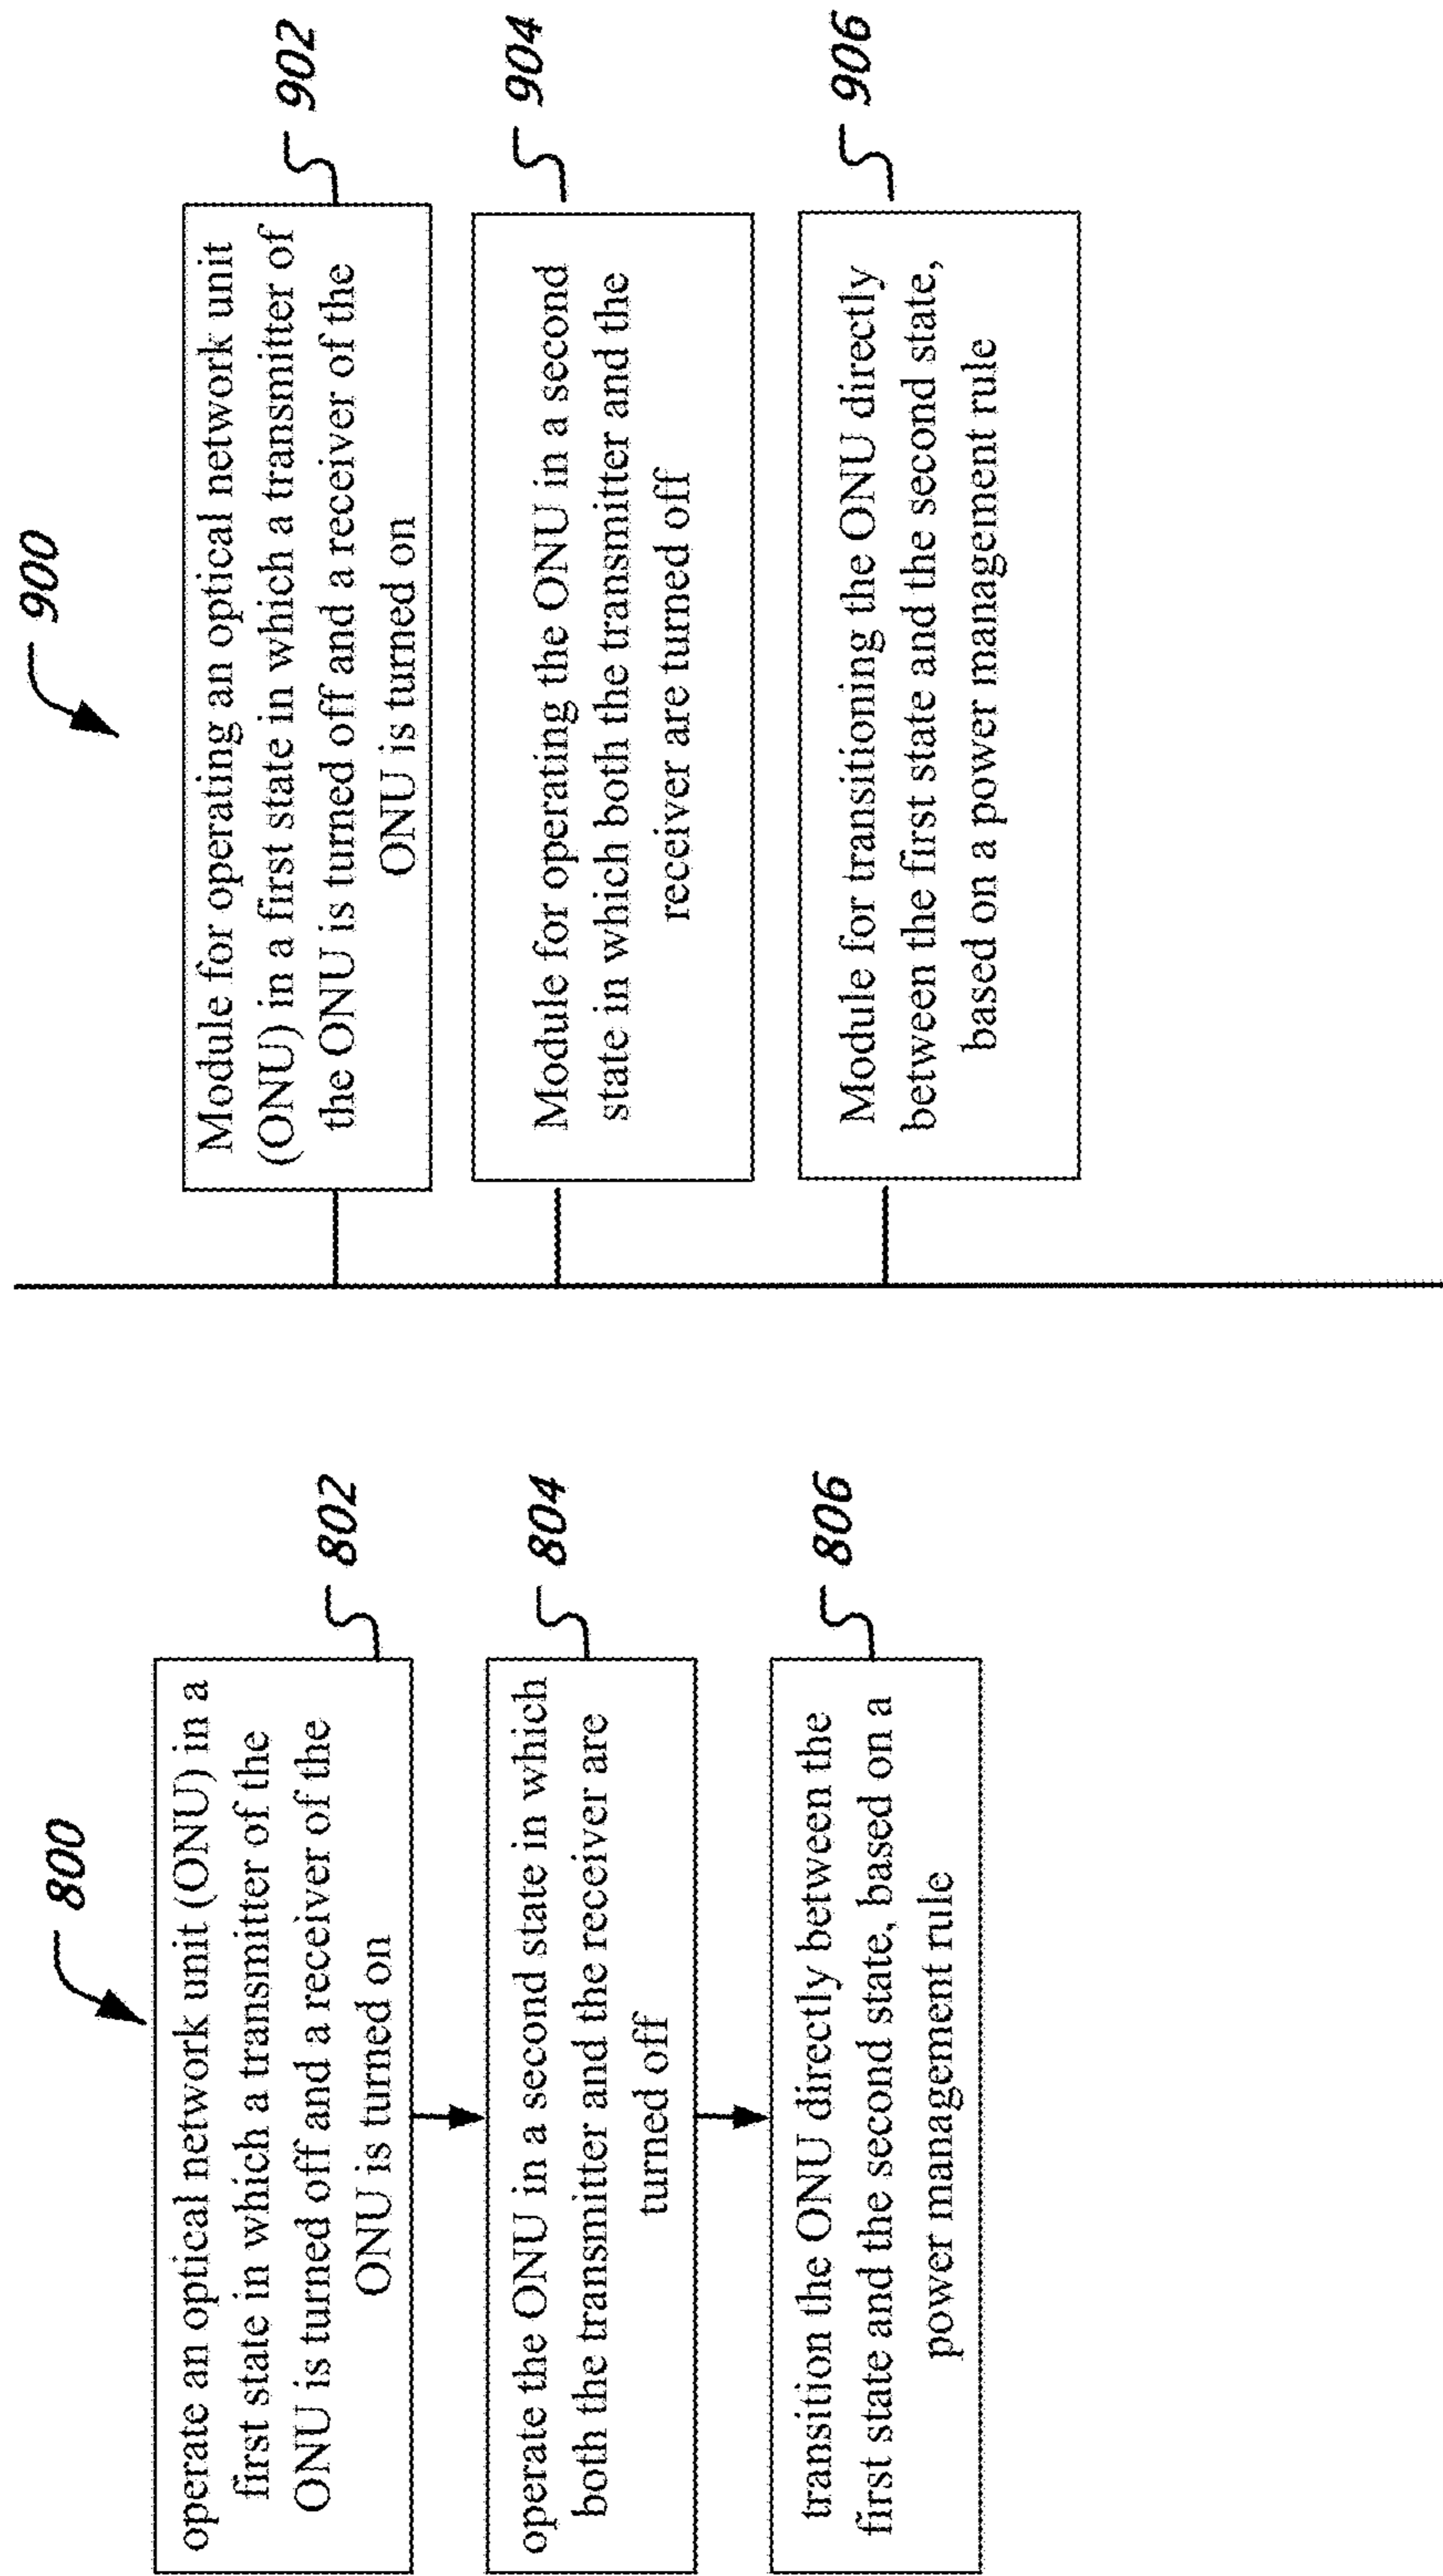 800
operate an optical network unit (ONU) in a
first state in which a transmitter of the
ONU is turned off and a receiver of the
ONU is turned on
802
operate the ONU in a second state in which
both the transmitter and the receiver are
turned off
804
transition the ONU directly between the
first state and the second state, based on a
power management rule
806
900
Module for operating an optical network unit
(ONU) in a first state in which a transmitter of
the ONU is turned off and a receiver of the
ONU is turned on
902
Module for operating the ONU in a second
state in which both the transmitter and the
receiver are turned off
904
Module for transitioning the ONU directly
between the first state and the second state,
based on a power management rule
906